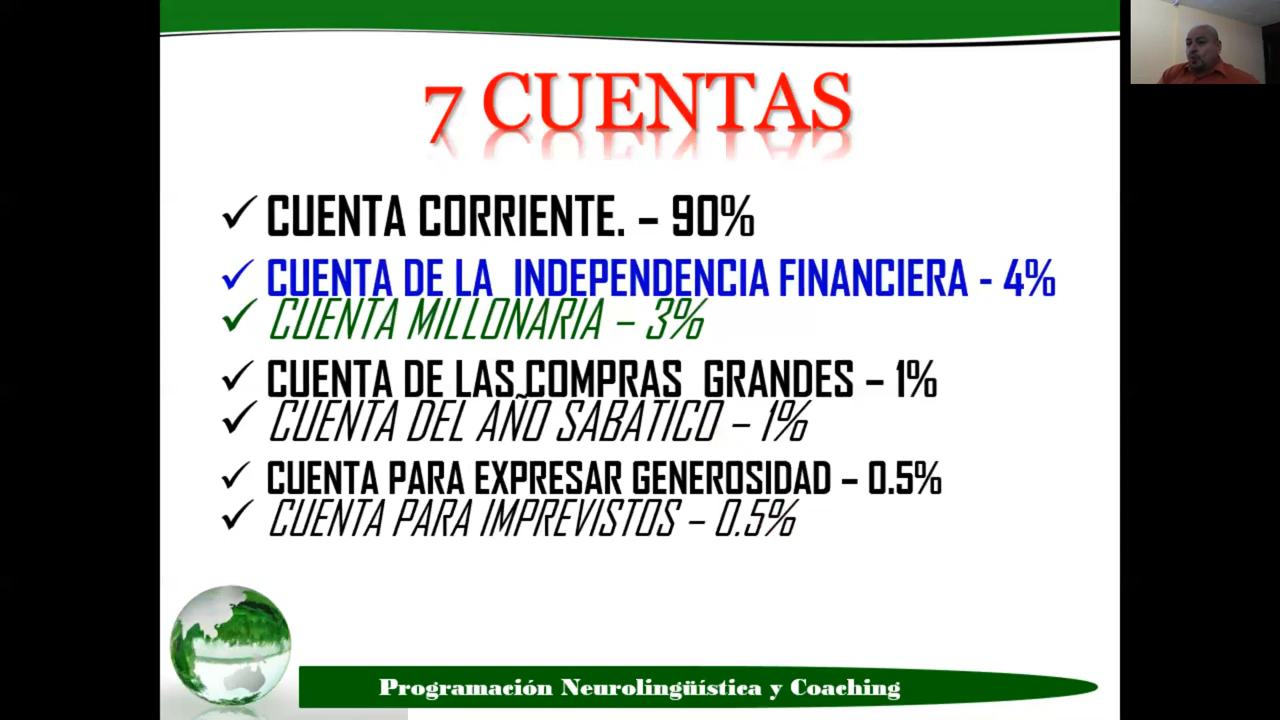 7 CUENTAS
✓ CUENTA CORRIENTE. – 90%
✓ CUENTA DE LA INDEPENDENCIA FINANCIERA - 4%
✓ CUENTA MILLONARIA – 3%
✓ CUENTA DE LAS COMPRAS GRANDES – 1%
✓ CUENTA DEL AÑO SABATICO – 1%
✓ CUENTA PARA EXPRESAR GENEROSIDAD – 0.5%
✓ CUENTA PARA IMPREVISTOS – 0.5%
Programación Neurolingüística y Coaching